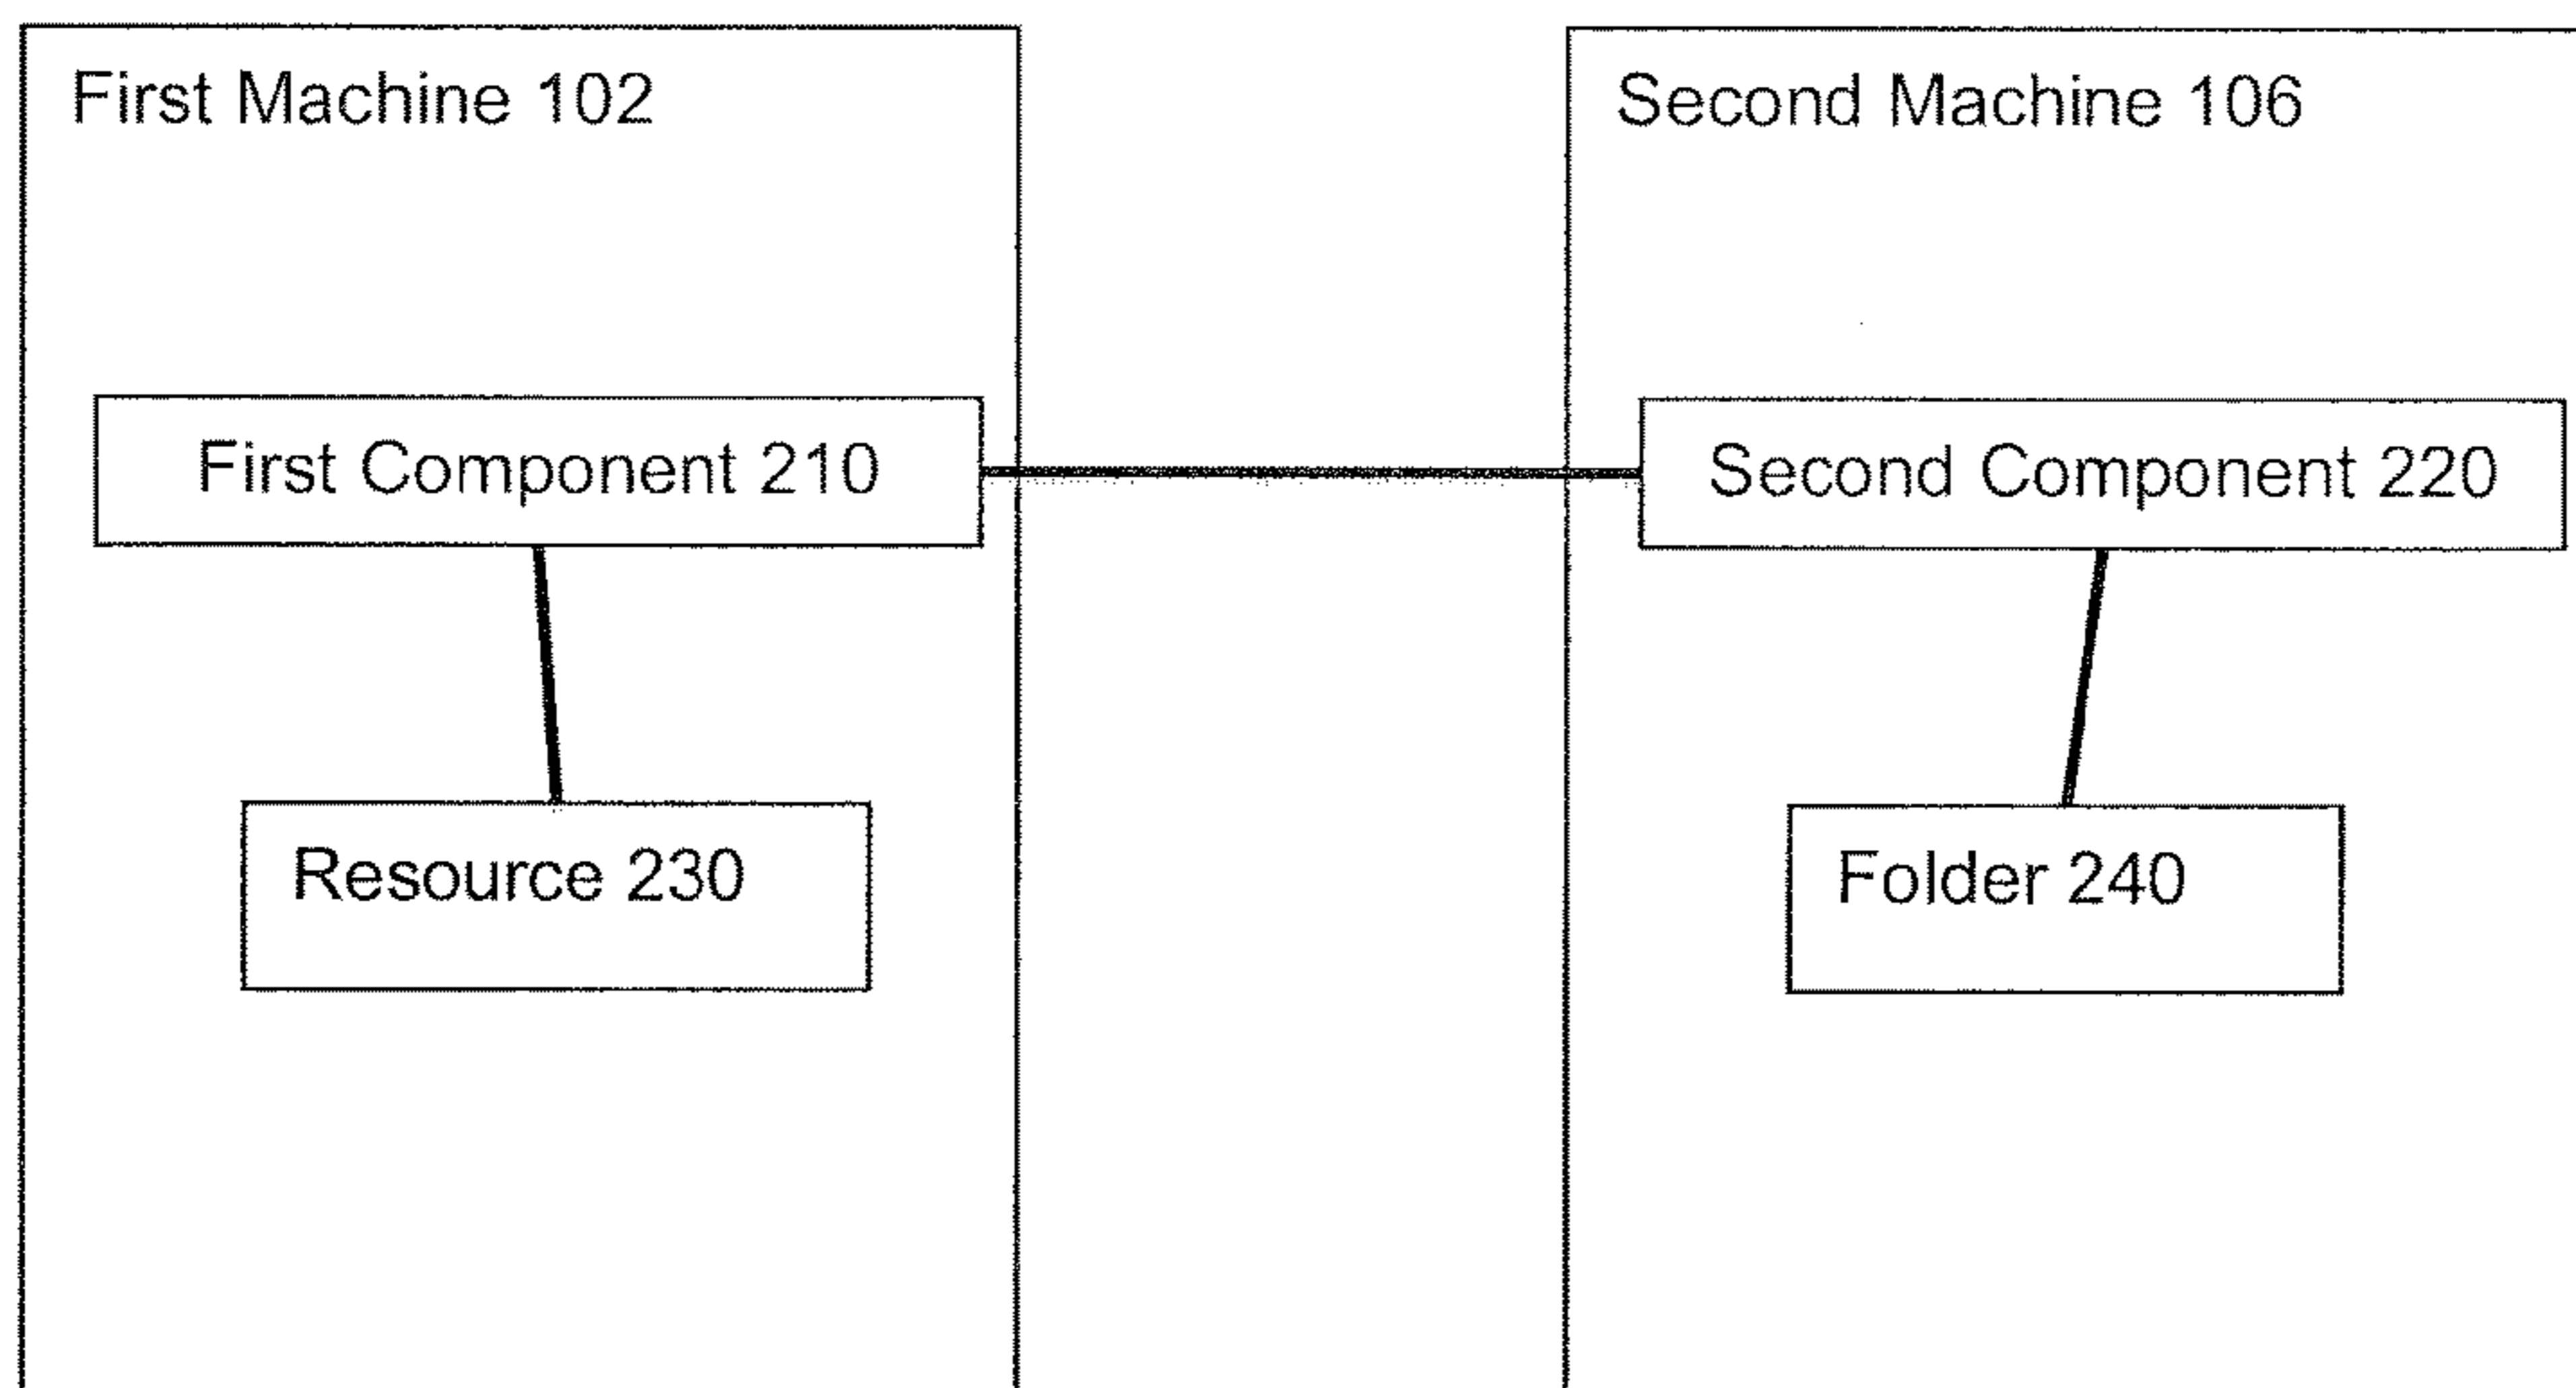 First Machine 102
Second Machine 106
First Component 210
Second Component 220
Resource 230
Folder 240